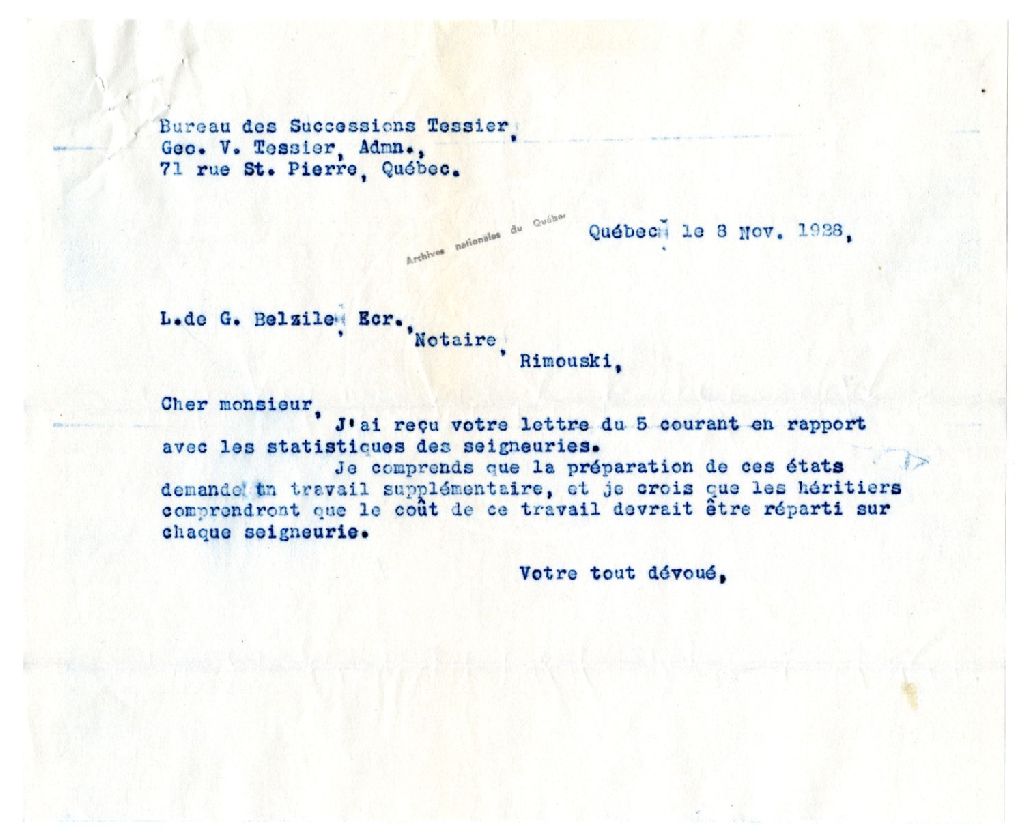 Bureau des Successions Tessier,
Geo. V. Tessier, Admn.,
71 rue St. Pierre, Québec.
Archives nationales du Québec
Québec, le 8 Nov. 1928,
L.de G. Belzile, Ecr.,
Notaire,
Rimouski,
Cher monsieur,
J'ai reçu votre lettre du 5 courant en rapport
avec les statistiques des seigneuries.
Je comprends que la préparation de ces états
demande un travail supplémentaire, et je crois que les héritiers
comprendront que le coût de ce travail devrait être réparti sur
chaque seigneurie.
Votre tout dévoué,